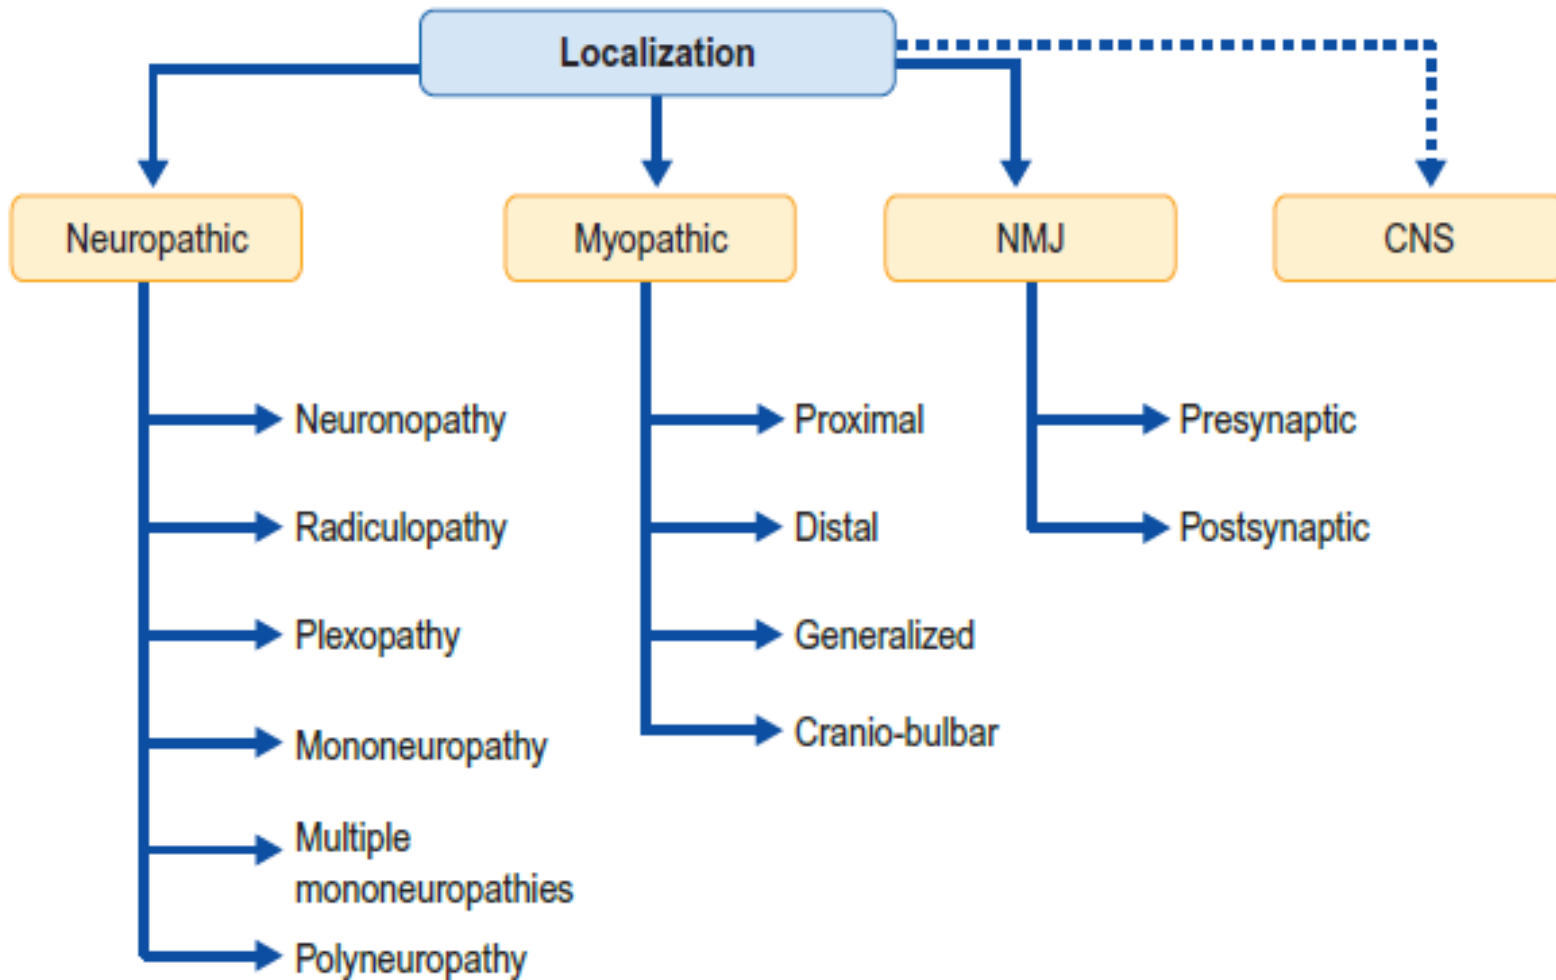 Localization
Neuropathic
Myopathic
NMJ
CNS
Neuronopathy
Radiculopathy
Plexopathy
Mononeuropathy
Multiple
mononeuropathies
Polyneuropathy
Proximal
Distal
Generalized
Cranio-bulbar
Presynaptic
Postsynaptic